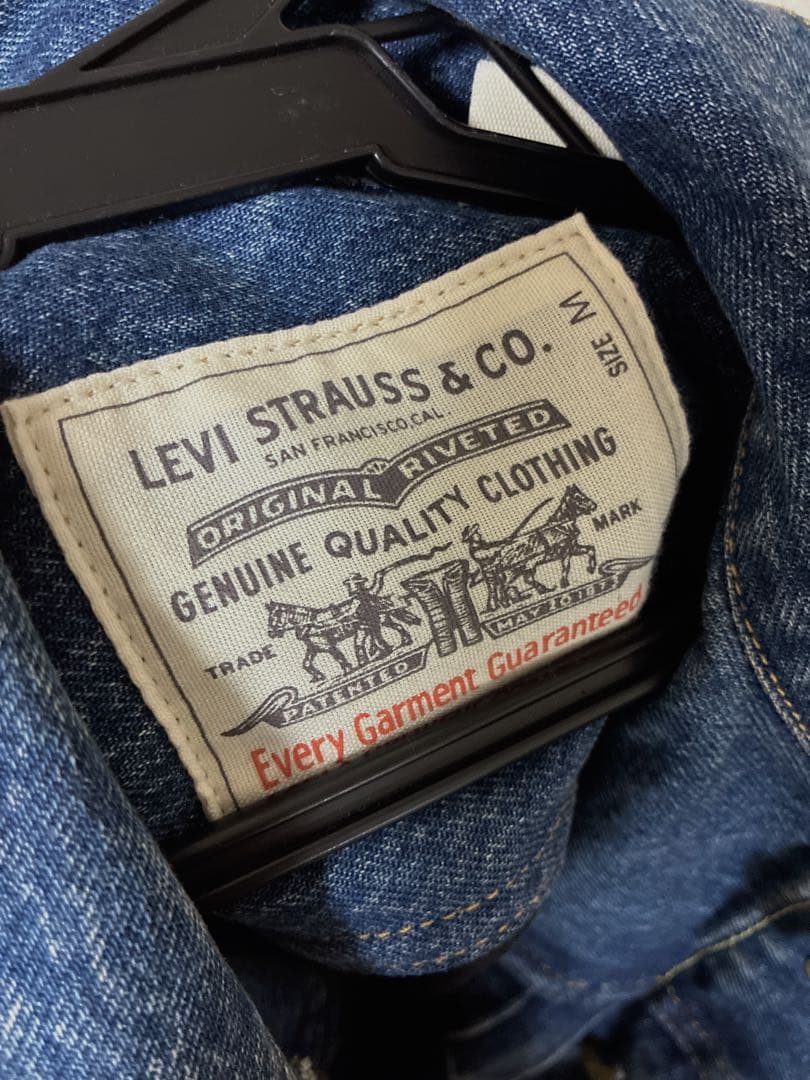 LEVI STRAUSS & CO.
SAN FRANCISCO, CAL.
SIZE M
ORIGINAL RIVETED
GENUINE QUALITY CLOTHING
TRADE MARK
PATENTED MAY 20 1873
Every Garment Guaranteed